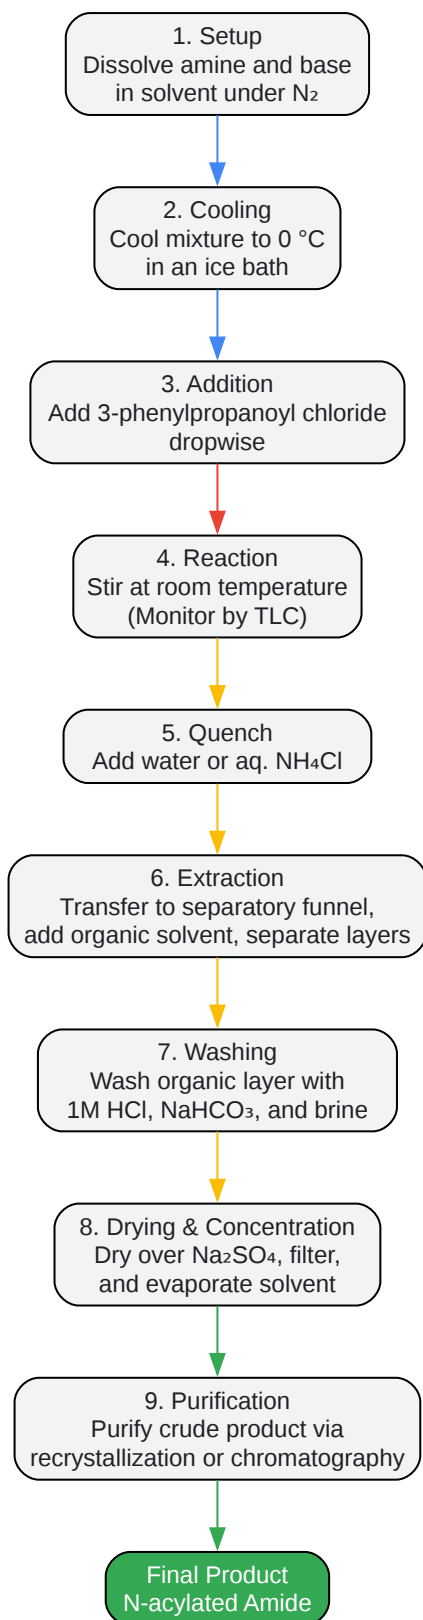 1. Setup
Dissolve amine and base
in solvent under N₂
2. Cooling
Cool mixture to 0 °C
in an ice bath
3. Addition
Add 3-phenylpropanoyl chloride
dropwise
4. Reaction
Stir at room temperature
(Monitor by TLC)
5. Quench
Add water or aq. NH₄Cl
6. Extraction
Transfer to separatory funnel,
add organic solvent, separate layers
7. Washing
Wash organic layer with
1M HCl, NaHCO₃, and brine
8. Drying & Concentration
Dry over Na₂SO₄, filter,
and evaporate solvent
9. Purification
Purify crude product via
recrystallization or chromatography
Final Product
N-acylated Amide